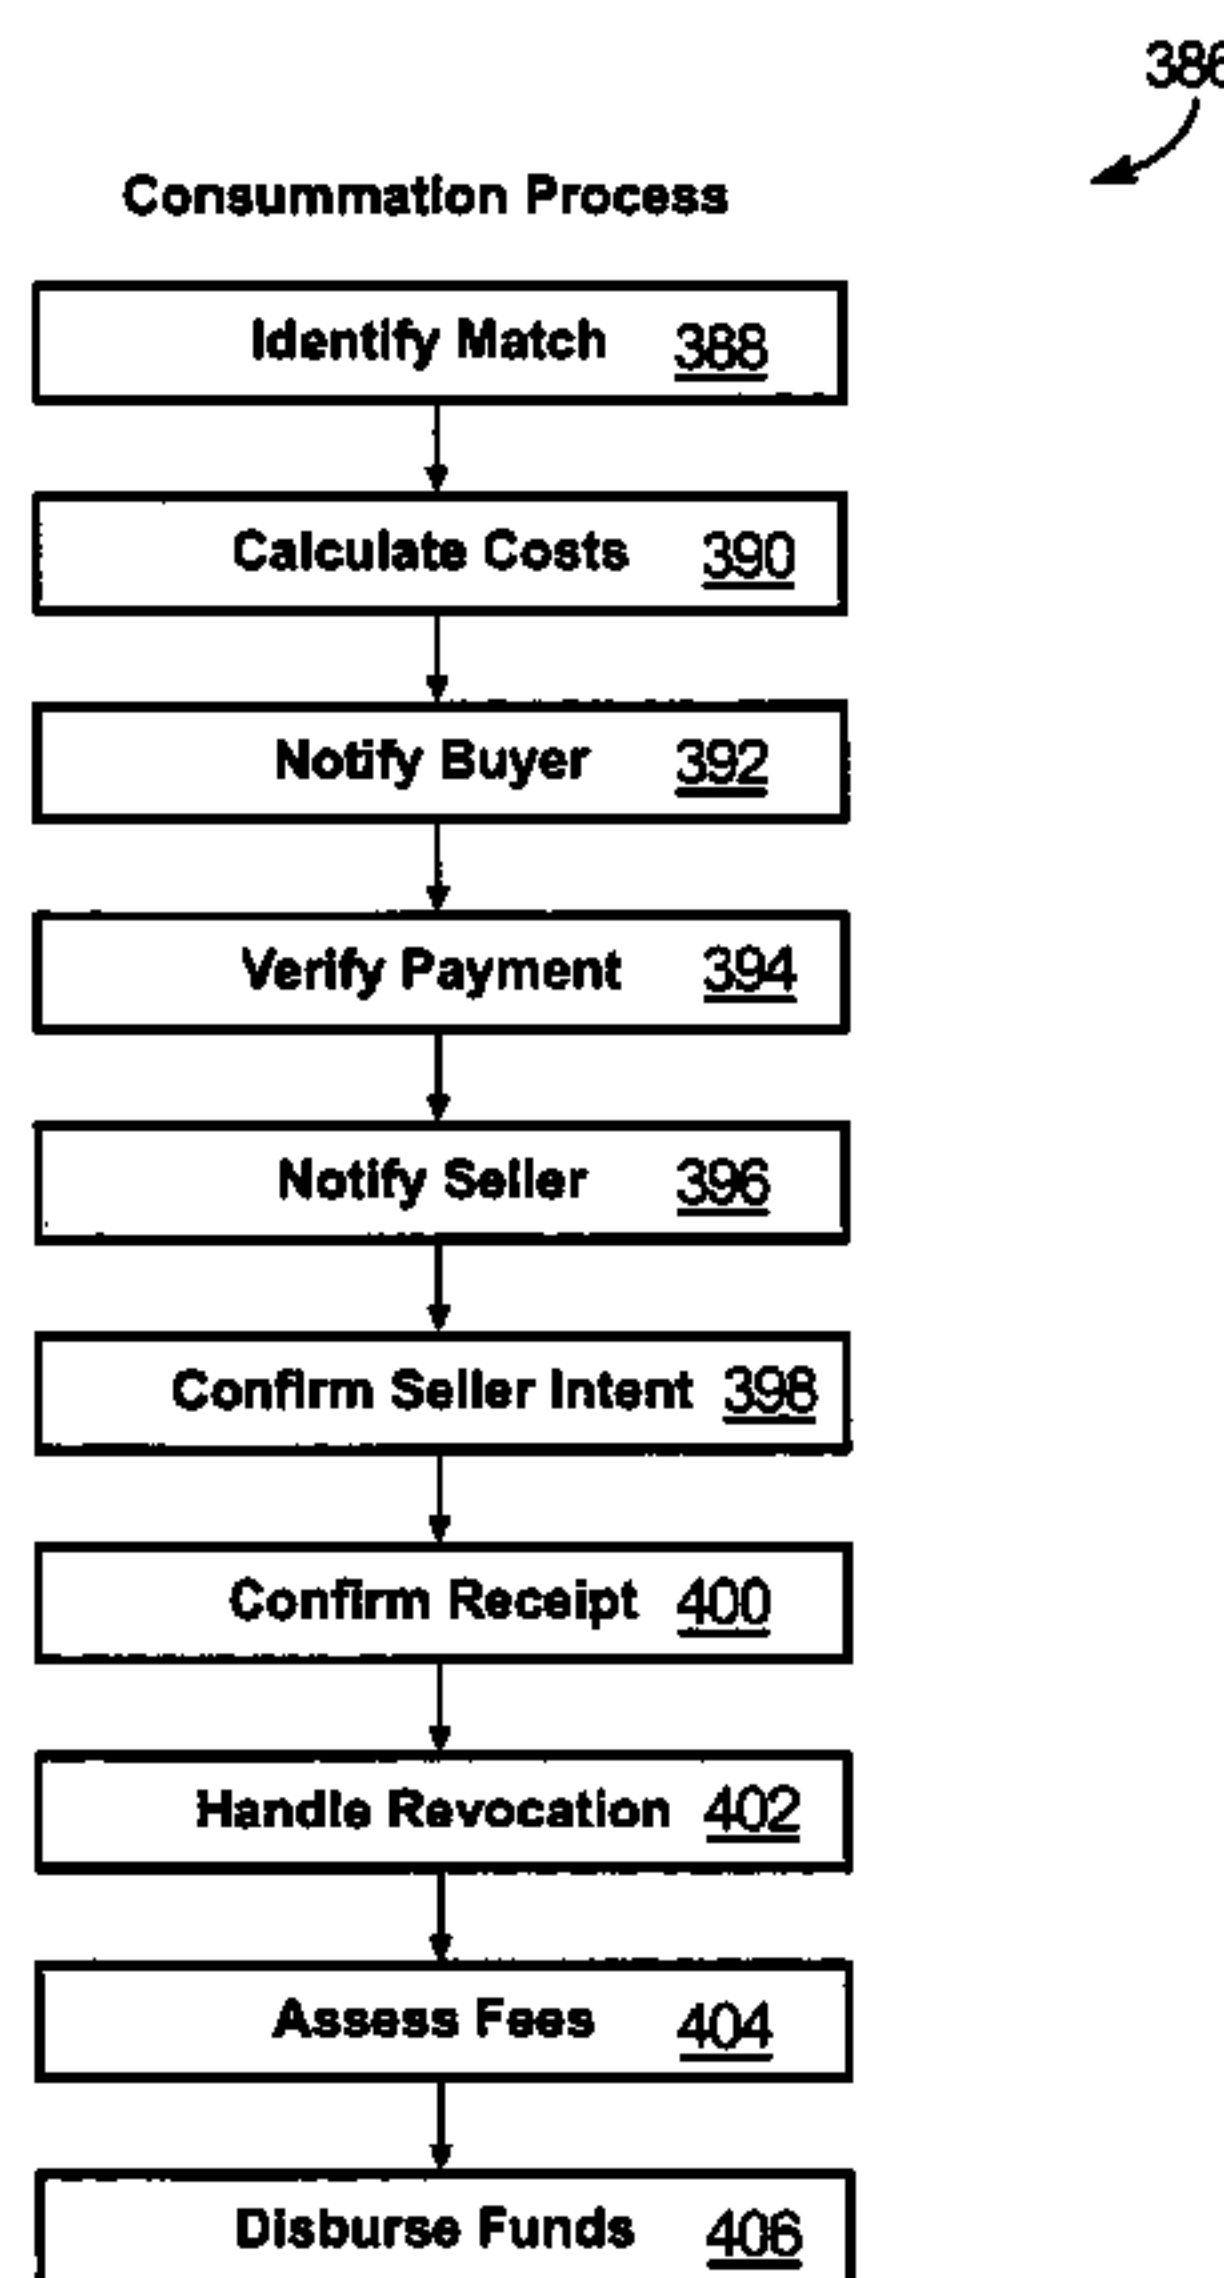 386
Consummation Process
Identify Match 388
Calculate Costs 390
Notify Buyer 392
Verify Payment 394
Notify Seller 396
Confirm Seller Intent 398
Confirm Receipt 400
Handle Revocation 402
Assess Fees 404
Disburse Funds 406